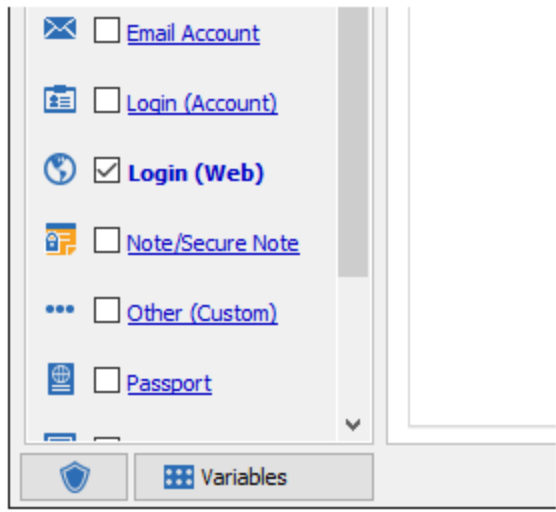 Email Account
Login (Account)
Login (Web)
Note/Secure Note
Other (Custom)
Passport
Variables